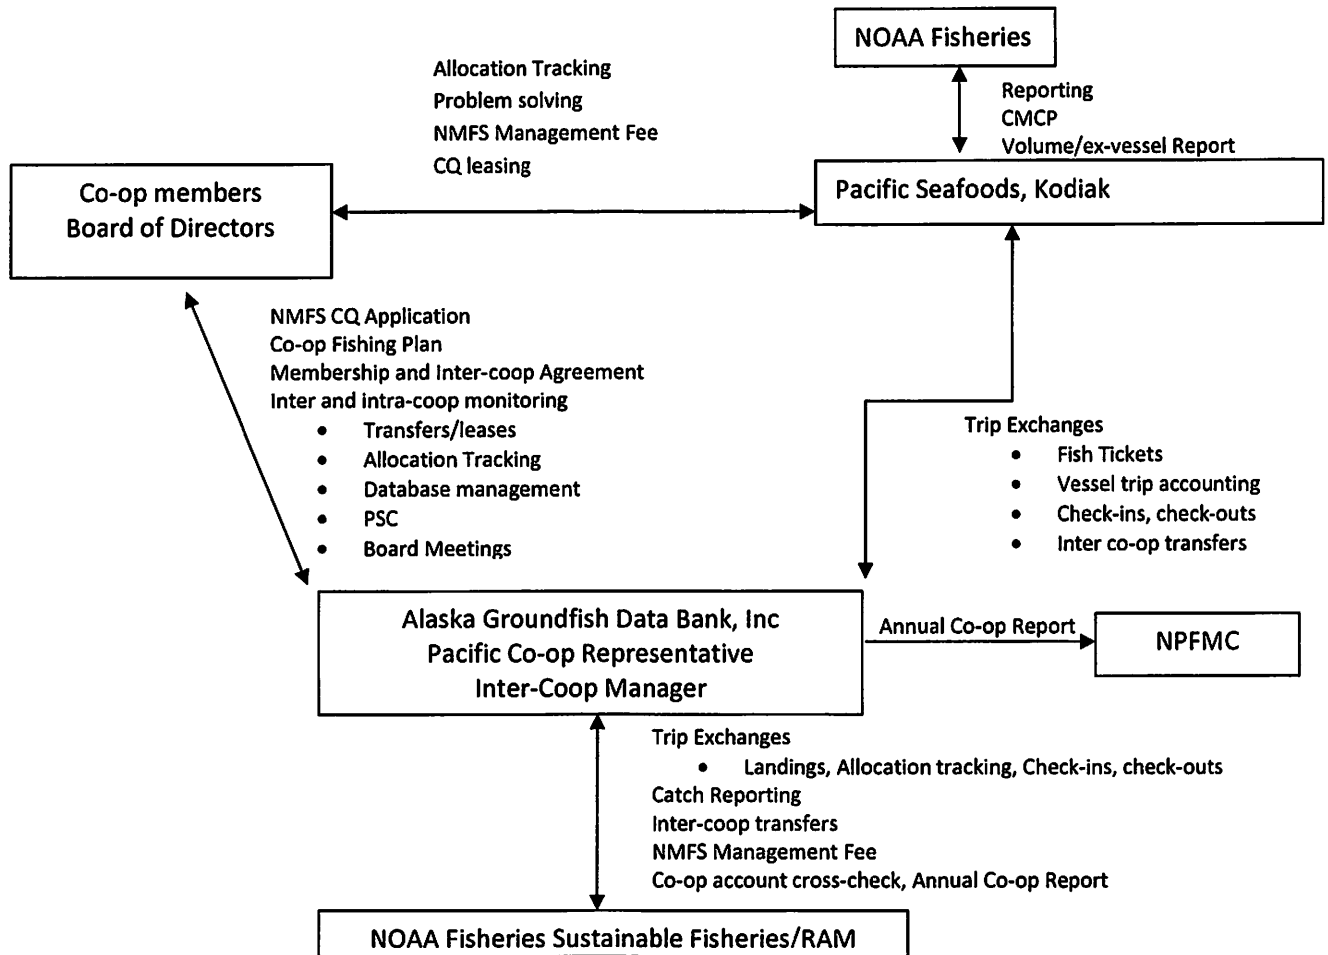 NOAA Fisheries
Allocation Tracking
Problem solving
NMFS Management Fee
CQ leasing
Reporting
CMCP
Volume/ex-vessel Report
Co-op members
Board of Directors
Pacific Seafoods, Kodiak
NMFS CQ Application
Co-op Fishing Plan
Membership and Inter-coop Agreement
Inter and intra-coop monitoring
• Transfers/leases
• Allocation Tracking
• Database management
• PSC
• Board Meetings
Trip Exchanges
• Fish Tickets
• Vessel trip accounting
• Check-ins, check-outs
• Inter co-op transfers
Alaska Groundfish Data Bank, Inc
Pacific Co-op Representative
Inter-Coop Manager
Annual Co-op Report
NPFMC
Trip Exchanges
• Landings, Allocation tracking, Check-ins, check-outs
Catch Reporting
Inter-coop transfers
NMFS Management Fee
Co-op account cross-check, Annual Co-op Report
NOAA Fisheries Sustainable Fisheries/RAM